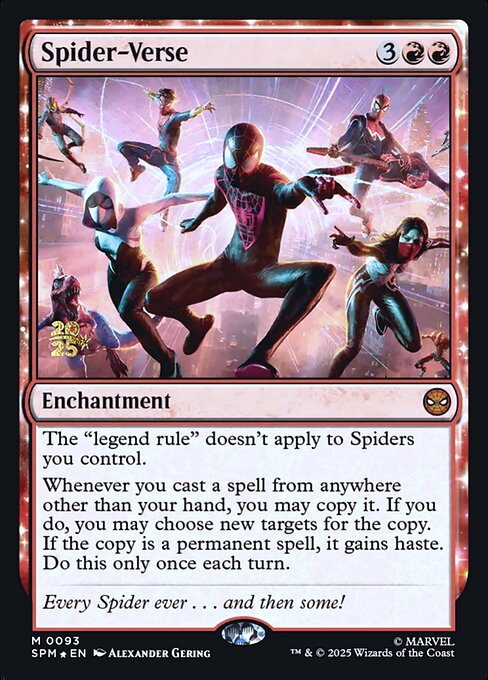 Spider-Verse 3
2025
Enchantment
The “legend rule” doesn’t apply to Spiders
you control.
Whenever you cast a spell from anywhere
other than your hand, you may copy it. If you
do, you may choose new targets for the copy.
If the copy is a permanent spell, it gains haste.
Do this only once each turn.
Every Spider ever . . . and then some!
M 0093
SPM ★ EN ALEXANDER GERING
© MARVEL
™ & © 2025 Wizards of the Coast